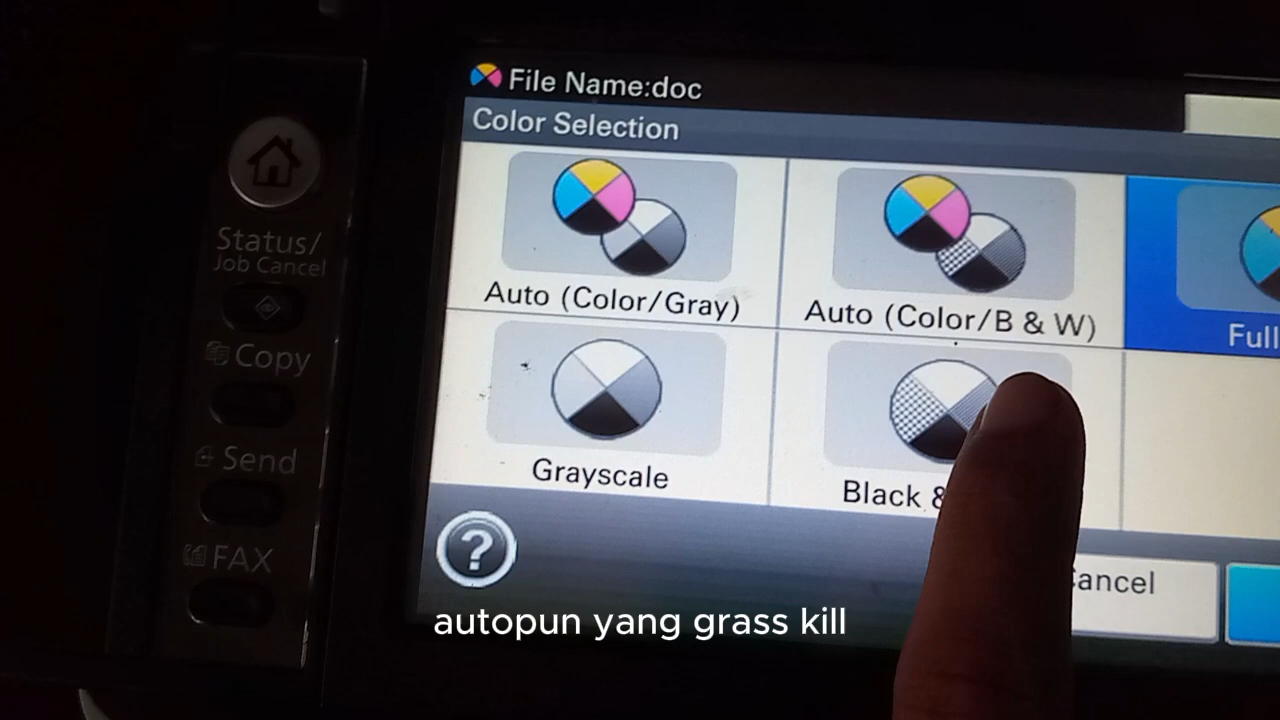 File Name:doc
Color Selection
Auto (Color/Gray)
Auto (Color/B & W)
Full
Grayscale
Black &
Cancel
?
Status/
Job Cancel
Copy
Send
FAX
autopun yang grass kill